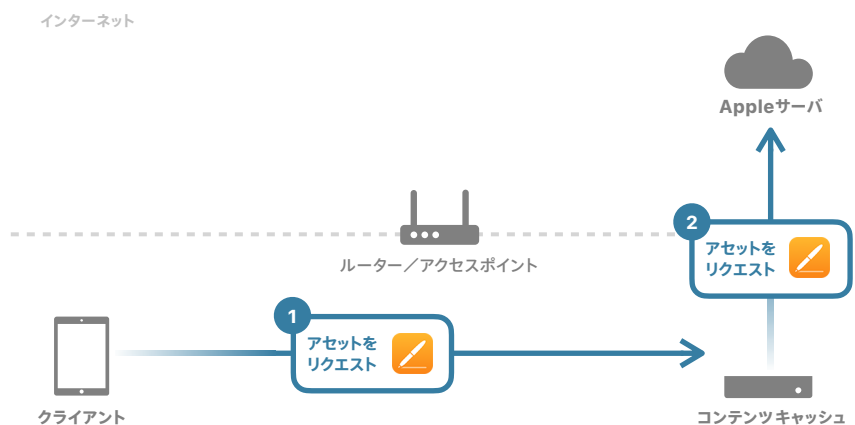 インターネット
Appleサーバ
2
アセットを
リクエスト
ルーター／アクセスポイント
1
アセットを
リクエスト
クライアント
コンテンツキャッシュ